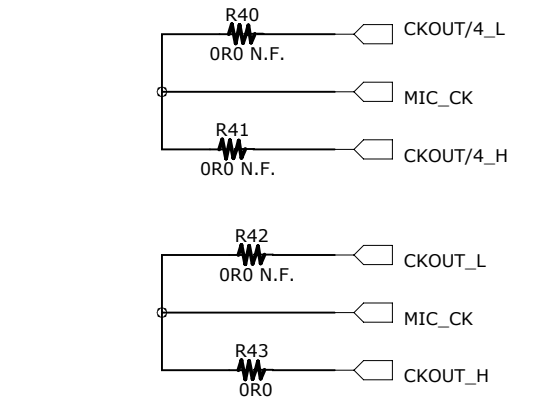 R40
0R0 N.F.
CKOUT/4_L
MIC_CK
R41
0R0 N.F.
CKOUT/4_H
R42
0R0 N.F.
CKOUT_L
MIC_CK
R43
0R0
CKOUT_H